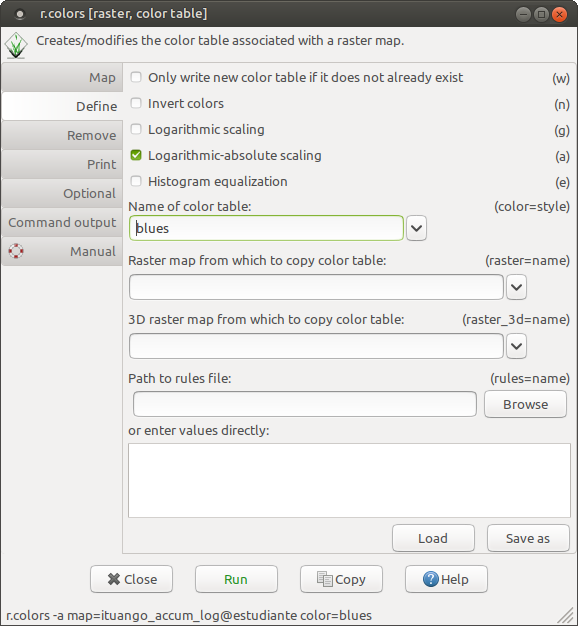 r.colors [raster, color table]
Creates/modifies the color table associated with a raster map.
Map
Define
Remove
Print
Optional
Command output
Manual
Only write new color table if it does not already exist (w)
Invert colors (n)
Logarithmic scaling (g)
Logarithmic-absolute scaling (a)
Histogram equalization (e)
Name of color table: (color=style)
blues
Raster map from which to copy color table: (raster=name)
3D raster map from which to copy color table: (raster_3d=name)
Path to rules file: (rules=name)
Browse
or enter values directly:
Load Save as
Close Run Copy Help
r.colors -a map=ituango_accum_log@estudiante color=blues